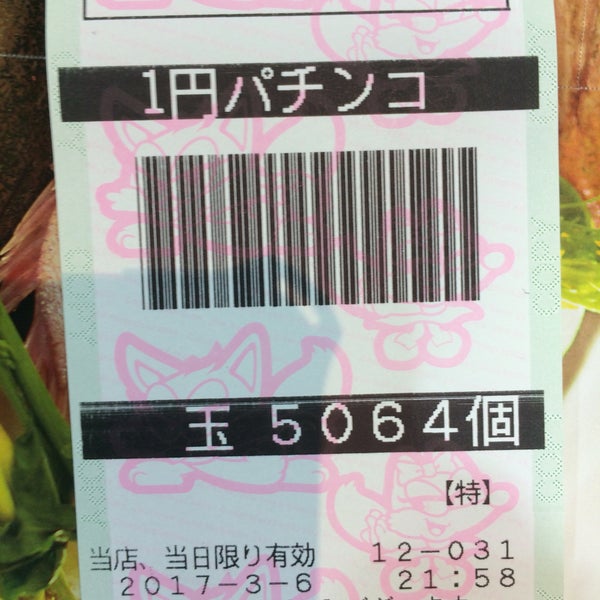 1円パチンコ
玉 5064個
【特】
当店、当日限り有効 12-031
2017-3-6 21:58